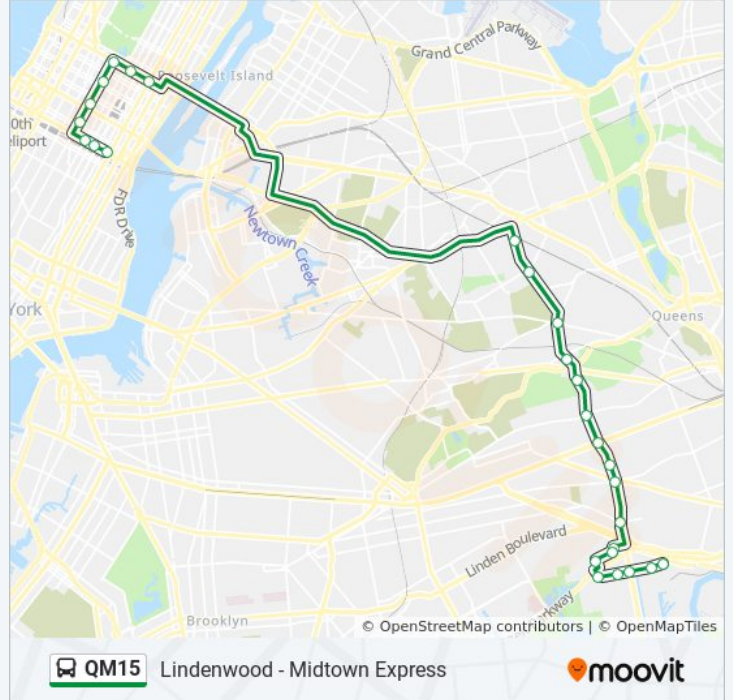 Grand Central Parkway
Roosevelt Island
0th
eliport
FDR Drive
Newtown Creek
York
Queens
Linden Boulevard
Parkway
Brooklyn
© OpenStreetMap contributors | © OpenMapTiles
QM15 Lindenwood - Midtown Express
moovit